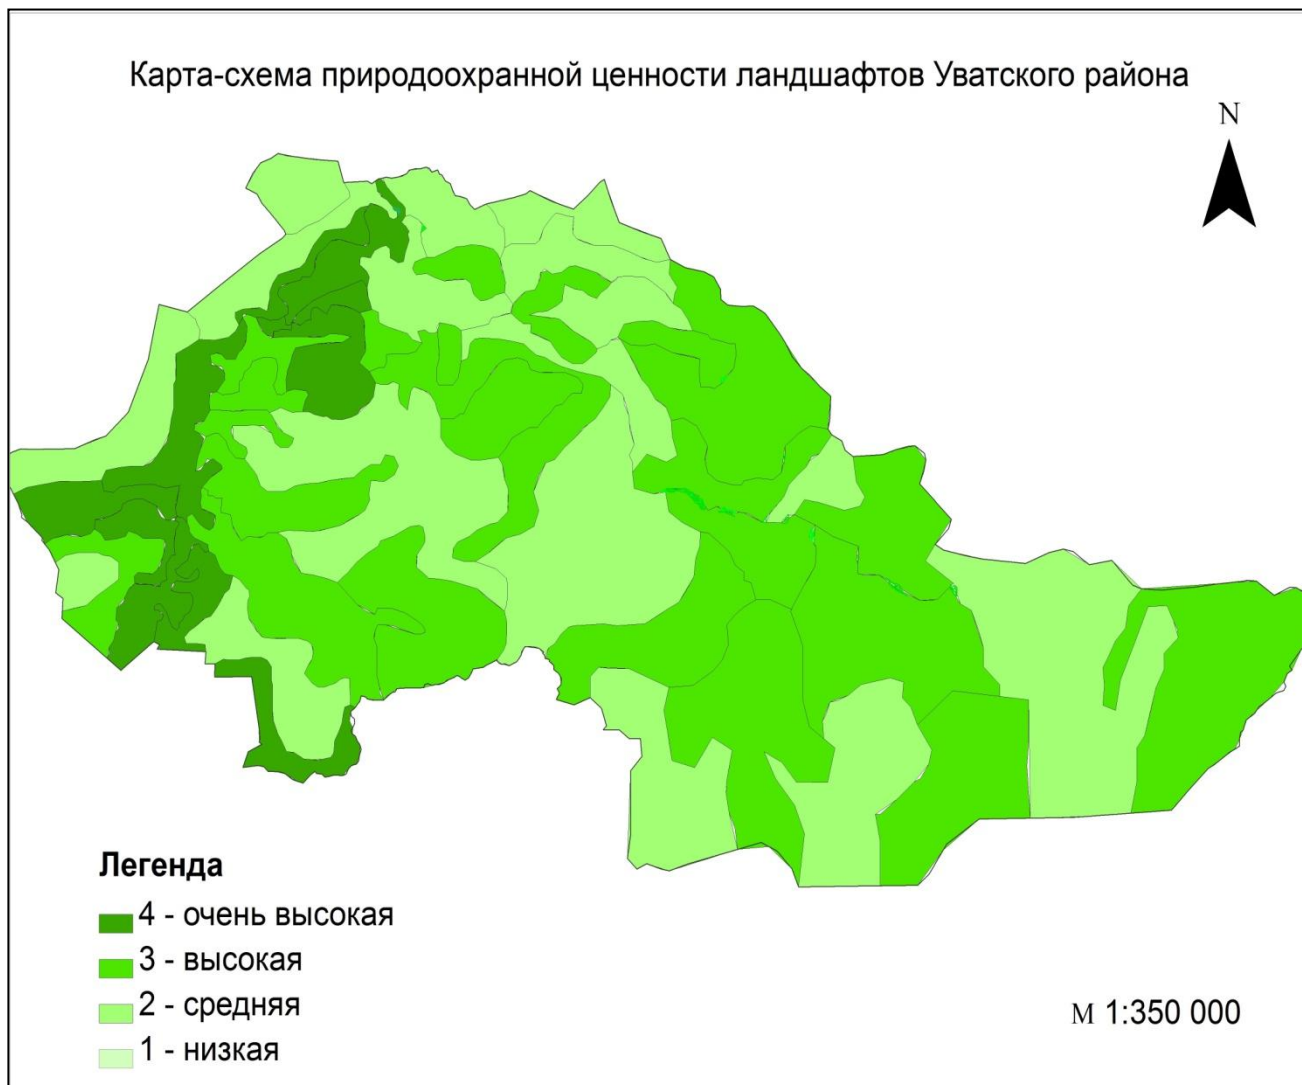 Карта-схема природоохранной ценности ландшафтов Уватского района
N
Легенда
4 - очень высокая
3 - высокая
2 - средняя
1 - низкая
М 1:350 000